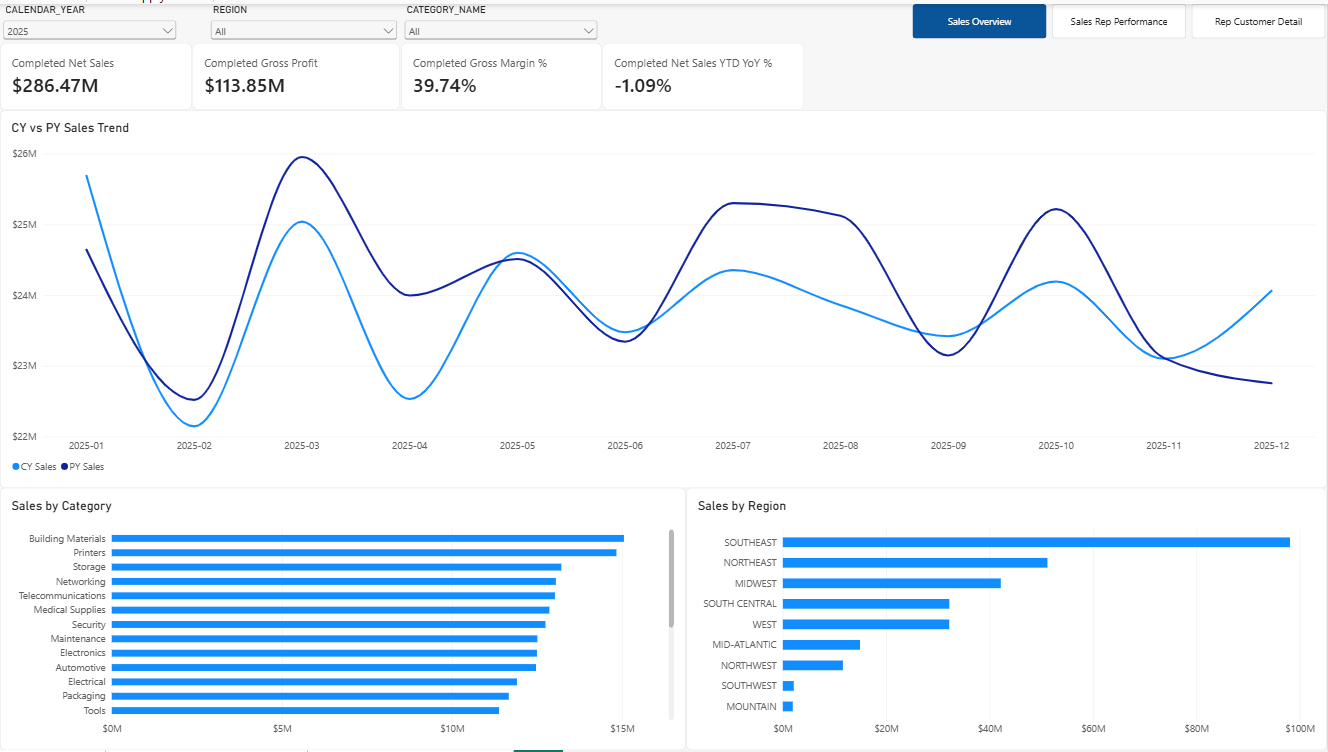 CALENDAR_YEAR REGION CATEGORY_NAME
2025 All All
Sales Overview Sales Rep Performance Rep Customer Detail
Completed Net Sales Completed Gross Profit Completed Gross Margin % Completed Net Sales YTD YoY %
$286.47M $113.85M 39.74% -1.09%
CY vs PY Sales Trend
$26M
$25M
$24M
$23M
$22M
2025-01 2025-02 2025-03 2025-04 2025-05 2025-06 2025-07 2025-08 2025-09 2025-10 2025-11 2025-12
CY Sales PY Sales
Sales by Category
Building Materials
Printers
Storage
Networking
Telecommunications
Medical Supplies
Security
Maintenance
Electronics
Automotive
Electrical
Packaging
Tools
$0M $5M $10M $15M
Sales by Region
SOUTHEAST
NORTHEAST
MIDWEST
SOUTH CENTRAL
WEST
MID-ATLANTIC
NORTHWEST
SOUTHWEST
MOUNTAIN
$0M $20M $40M $60M $80M $100M